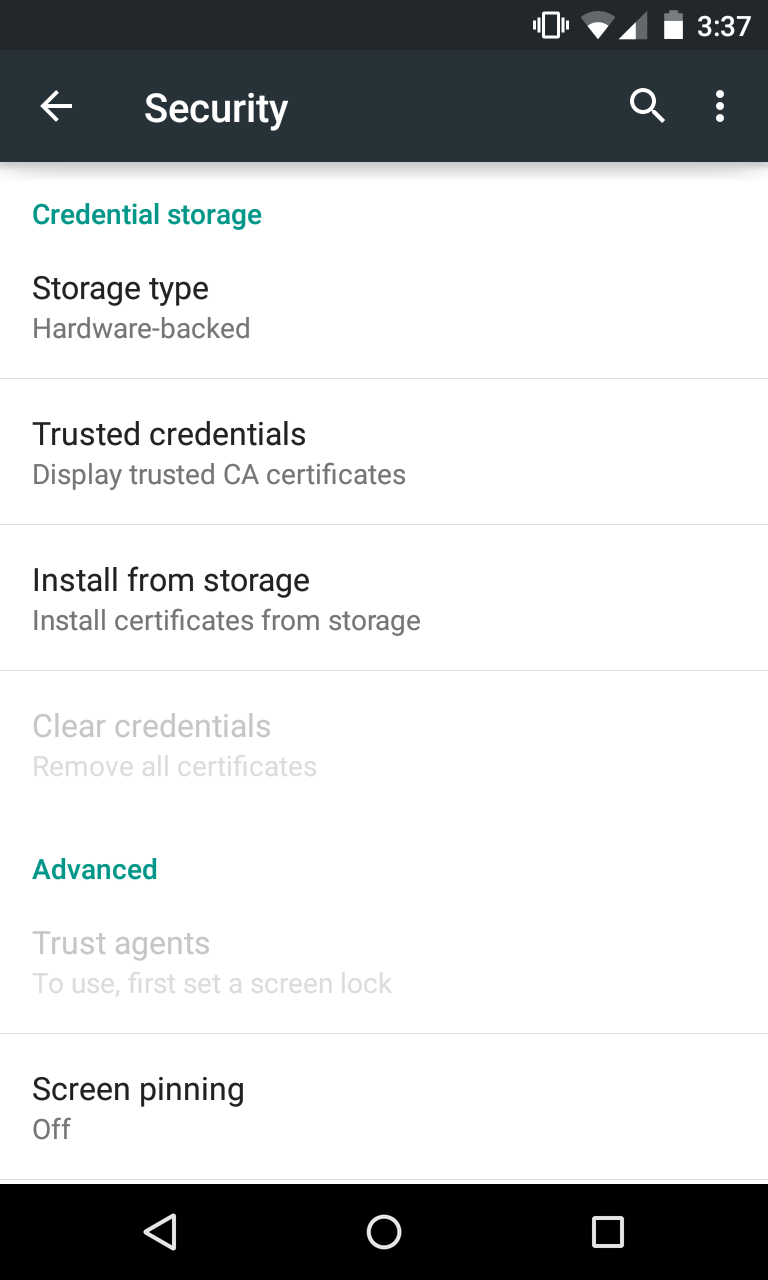 3:37
Security
Credential storage
Storage type
Hardware-backed
Trusted credentials
Display trusted CA certificates
Install from storage
Install certificates from storage
Clear credentials
Remove all certificates
Advanced
Trust agents
To use, first set a screen lock
Screen pinning
Off